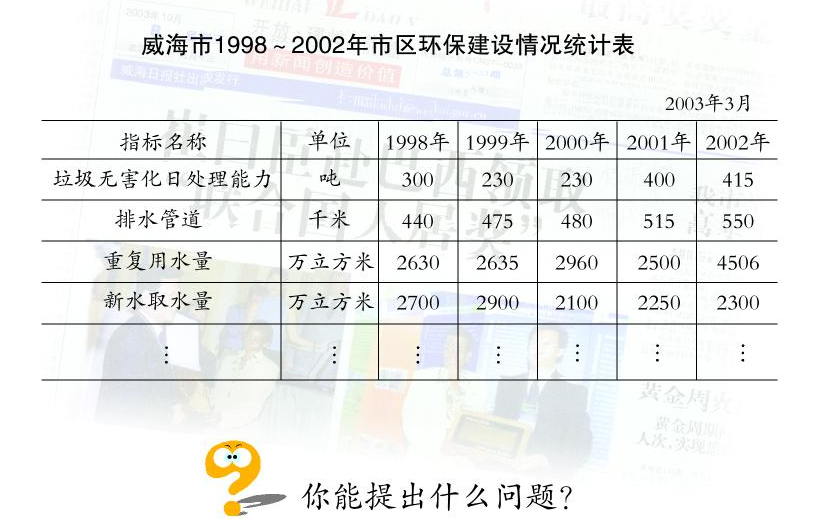 威海市1998~2002年市区环保建设情况统计表
2003年3月
指标名称 单位 1998年 1999年 2000年 2001年 2002年
垃圾无害化日处理能力 吨 300 230 230 400 415
排水管道 千米 440 475 480 515 550
重复用水量 万立方米 2630 2635 2960 2500 4506
新水取水量 万立方米 2700 2900 2100 2250 2300
⋮ ⋮ ⋮ ⋮ ⋮ ⋮ ⋮
你能提出什么问题?